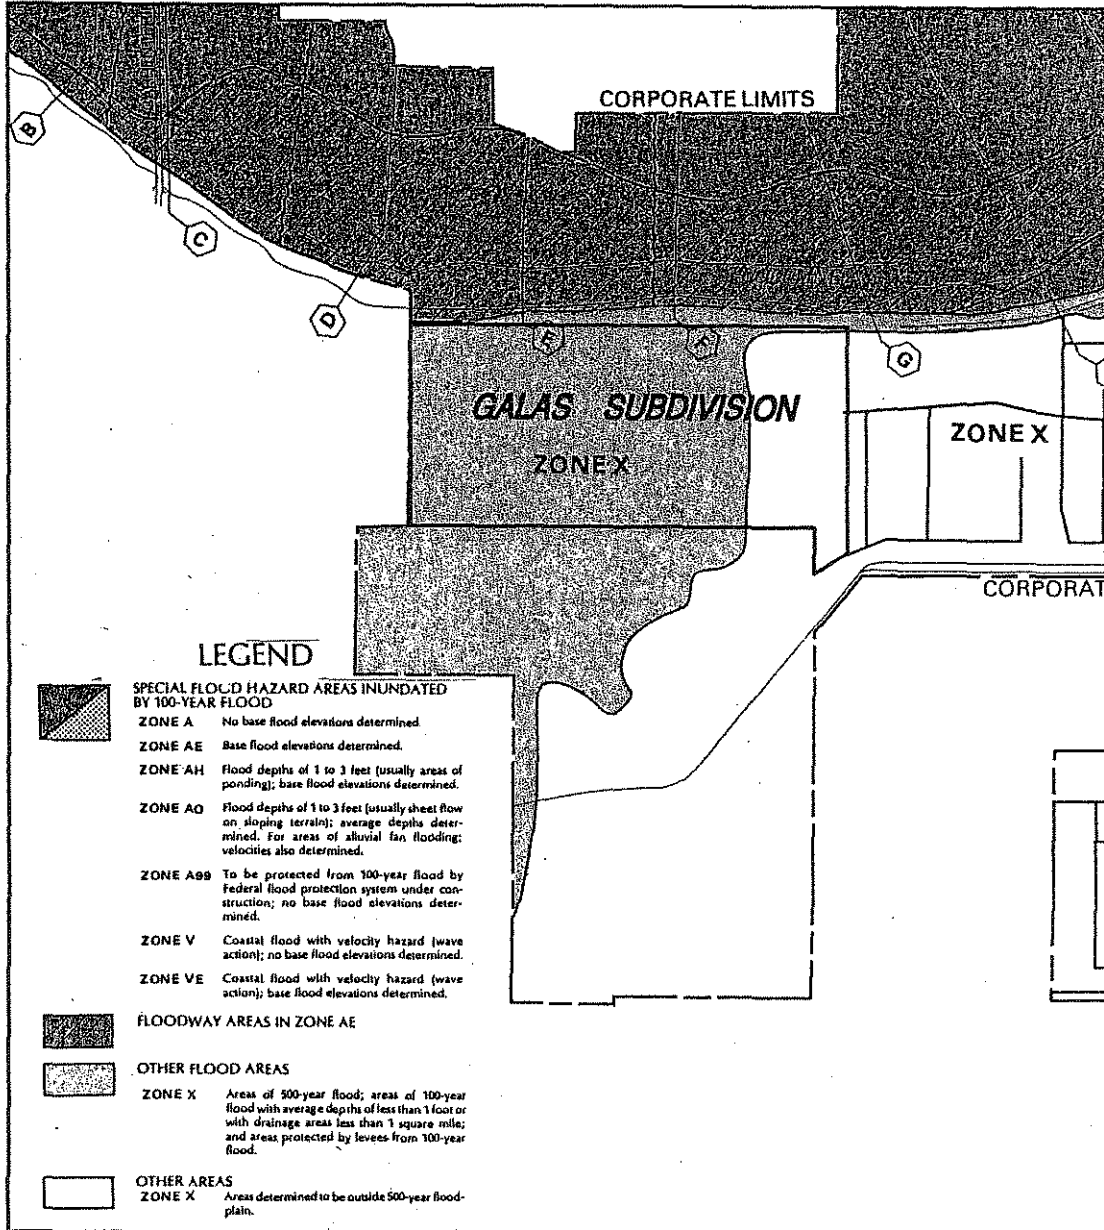 CORPORATE LIMITS
B
C
D
E
F
G
GALAS SUBDIVISION
ZONE X
ZONE X
CORPORAT
LEGEND
SPECIAL FLOOD HAZARD AREAS INUNDATED
BY 100-YEAR FLOOD
ZONE A No base flood elevations determined.
ZONE AE Base flood elevations determined.
ZONE AH Flood depths of 1 to 3 feet (usually areas of
ponding); base flood elevations determined.
ZONE AO Flood depths of 1 to 3 feet (usually sheet flow
on sloping terrain); average depths deter-
mined. For areas of alluvial fan flooding;
velocities also determined.
ZONE A99 To be protected from 100-year flood by
Federal flood protection system under con-
struction; no base flood elevations deter-
mined.
ZONE V Coastal flood with velocity hazard (wave
action); no base flood elevations determined.
ZONE VE Coastal flood with velocity hazard (wave
action); base flood elevations determined.
FLOODWAY AREAS IN ZONE AE
OTHER FLOOD AREAS
ZONE X Areas of 500-year flood; areas of 100-year
flood with average depths of less than 1 foot or
with drainage areas less than 1 square mile;
and areas protected by levees from 100-year
flood.
OTHER AREAS
ZONE X Areas determined to be outside 500-year flood-
plain.